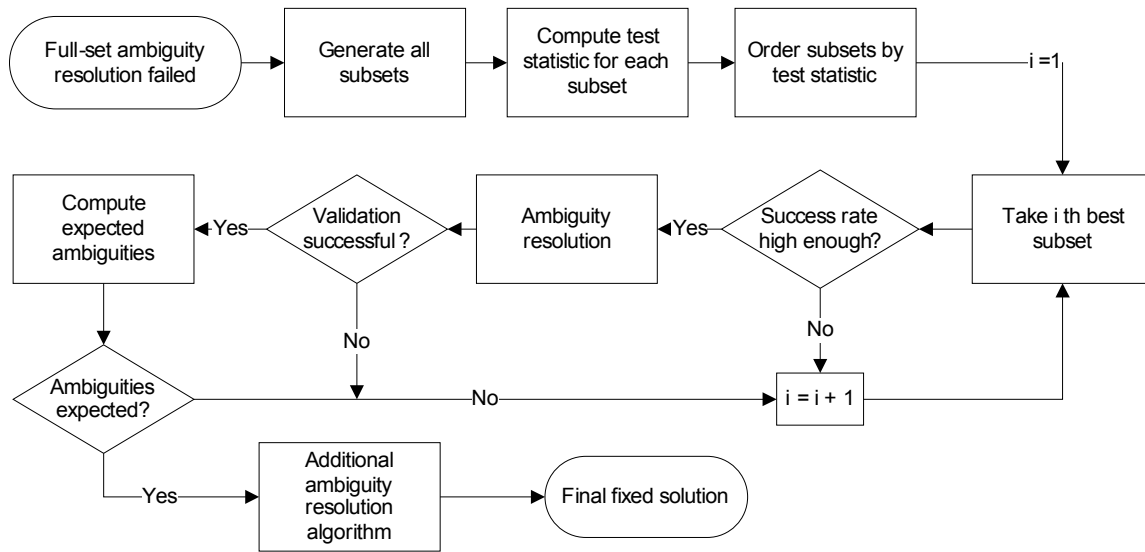 Full-set ambiguity
resolution failed
Generate all
subsets
Compute test
statistic for each
subset
Order subsets by
test statistic
i =1
Compute
expected
ambiguities
Yes
Validation
successful ?
Ambiguity
resolution
Yes
Success rate
high enough?
Take i th best
subset
No
No
Ambiguities
expected?
No
i = i + 1
Yes
Additional
ambiguity
resolution
algorithm
Final fixed solution